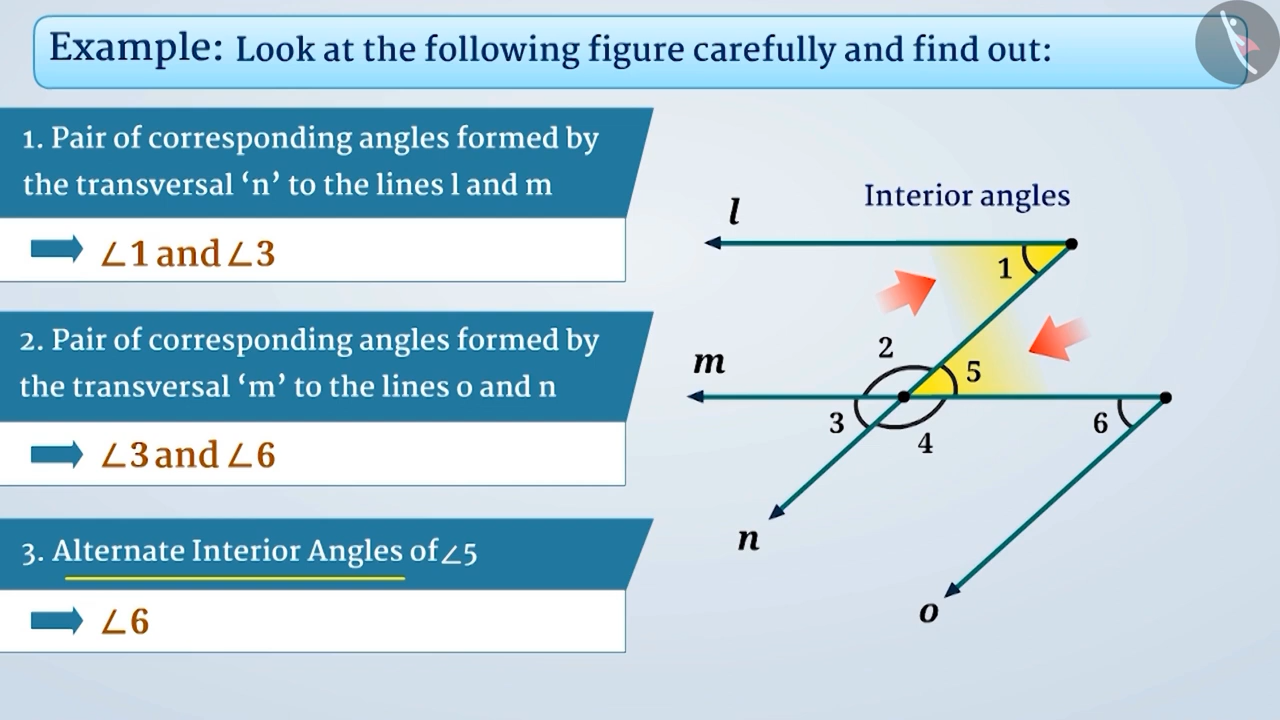 Example: Look at the following figure carefully and find out:
1. Pair of corresponding angles formed by
the transversal ‘n’ to the lines l and m
∠1 and ∠3
2. Pair of corresponding angles formed by
the transversal ‘m’ to the lines o and n
∠3 and ∠6
3. Alternate Interior Angles of ∠5
∠6
Interior angles
l
1
2
m
5
3
4
6
n
o